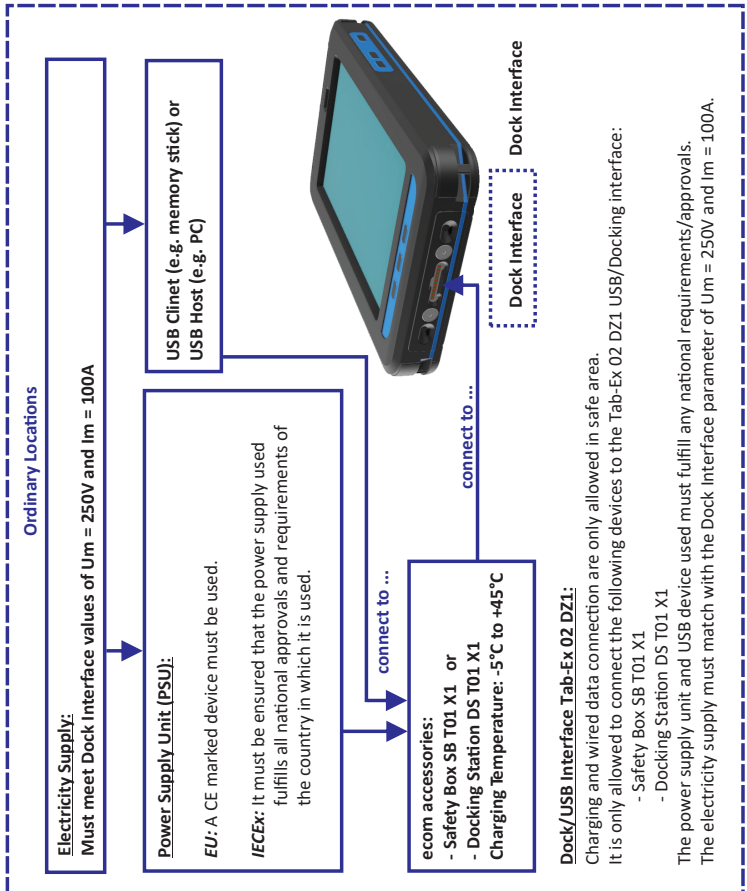 Ordinary Locations
Electricity Supply:
Must meet Dock Interface values of Um = 250V and Im = 100A
Power Supply Unit (PSU):
EU: A CE marked device must be used.
IECEx: It must be ensured that the power supply used
fulfills all national approvals and requirements of
the country in which it is used.
USB Clinet (e.g. memory stick) or
USB Host (e.g. PC)
connect to ...
ecom accessories:
- Safety Box SB T01 X1 or
- Docking Station DS T01 X1
Charging Temperature: -5°C to +45°C
connect to ...
Dock Interface
Dock Interface
Dock/USB Interface Tab-Ex 02 DZ1:
Charging and wired data connection are only allowed in safe area.
It is only allowed to connect the following devices to the Tab-Ex 02 DZ1 USB/Docking interface:
- Safety Box SB T01 X1
- Docking Station DS T01 X1
The power supply unit and USB device used must fulfill any national requirements/approvals.
The electricity supply must match with the Dock Interface parameter of Um = 250V and Im = 100A.